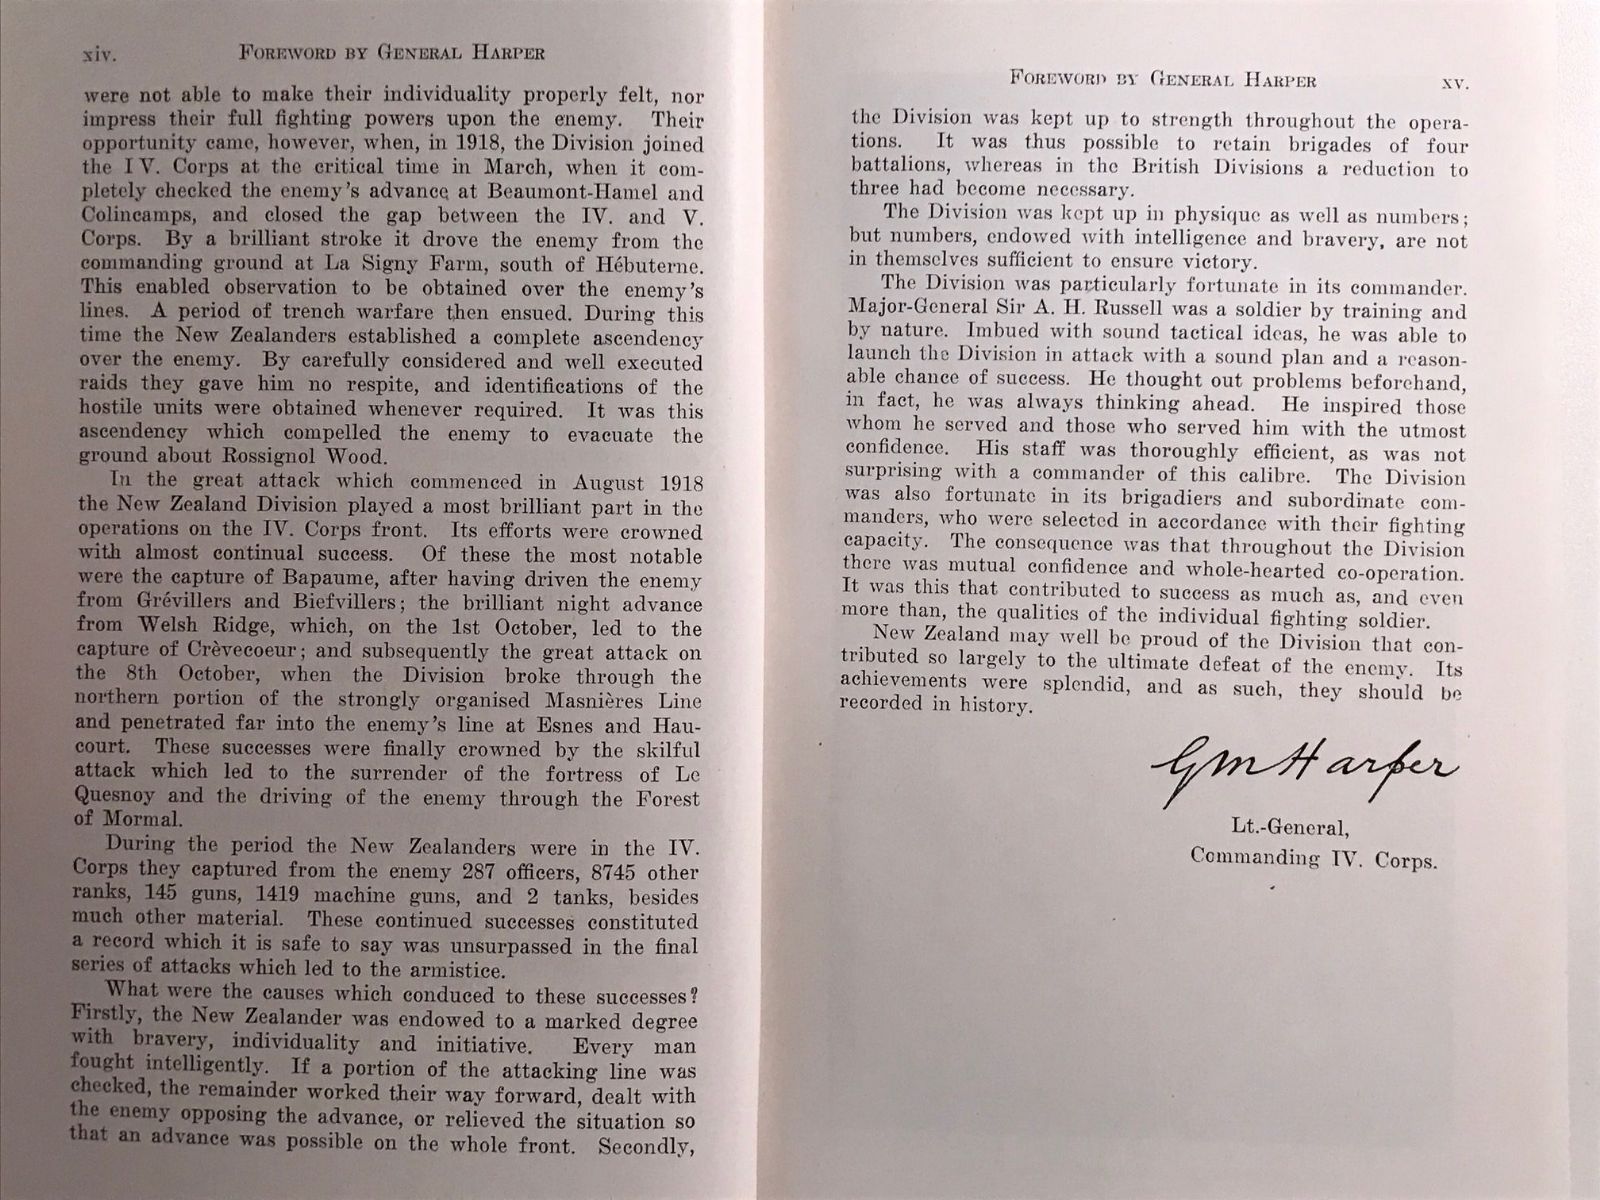 xiv. FOREWORD BY GENERAL HARPER
were not able to make their individuality properly felt, nor
impress their full fighting powers upon the enemy. Their
opportunity came, however, when, in 1918, the Division joined
the IV. Corps at the critical time in March, when it com-
pletely checked the enemy's advance at Beaumont-Hamel and
Colincamps, and closed the gap between the IV. and V.
Corps. By a brilliant stroke it drove the enemy from the
commanding ground at La Signy Farm, south of Hébuterne.
This enabled observation to be obtained over the enemy's
lines. A period of trench warfare then ensued. During this
time the New Zealanders established a complete ascendency
over the enemy. By carefully considered and well executed
raids they gave him no respite, and identifications of the
hostile units were obtained whenever required. It was this
ascendency which compelled the enemy to evacuate the
ground about Rossignol Wood.
In the great attack which commenced in August 1918
the New Zealand Division played a most brilliant part in the
operations on the IV. Corps front. Its efforts were crowned
with almost continual success. Of these the most notable
were the capture of Bapaume, after having driven the enemy
from Grévillers and Biefvillers; the brilliant night advance
from Welsh Ridge, which, on the 1st October, led to the
capture of Crèvecoeur; and subsequently the great attack on
the 8th October, when the Division broke through the
northern portion of the strongly organised Masnières Line
and penetrated far into the enemy's line at Esnes and Hau-
court. These successes were finally crowned by the skilful
attack which led to the surrender of the fortress of Le
Quesnoy and the driving of the enemy through the Forest
of Mormal.
During the period the New Zealanders were in the IV.
Corps they captured from the enemy 287 officers, 8745 other
ranks, 145 guns, 1419 machine guns, and 2 tanks, besides
much other material. These continued successes constituted
a record which it is safe to say was unsurpassed in the final
series of attacks which led to the armistice.
What were the causes which conduced to these successes?
Firstly, the New Zealander was endowed to a marked degree
with bravery, individuality and initiative. Every man
fought intelligently. If a portion of the attacking line was
checked, the remainder worked their way forward, dealt with
the enemy opposing the advance, or relieved the situation so
that an advance was possible on the whole front. Secondly,
FOREWORD BY GENERAL HARPER xv.
the Division was kept up to strength throughout the opera-
tions. It was thus possible to retain brigades of four
battalions, whereas in the British Divisions a reduction to
three had become necessary.
The Division was kept up in physique as well as numbers;
but numbers, endowed with intelligence and bravery, are not
in themselves sufficient to ensure victory.
The Division was particularly fortunate in its commander.
Major-General Sir A. H. Russell was a soldier by training and
by nature. Imbued with sound tactical ideas, he was able to
launch the Division in attack with a sound plan and a reason-
able chance of success. He thought out problems beforehand,
in fact, he was always thinking ahead. He inspired those
whom he served and those who served him with the utmost
confidence. His staff was thoroughly efficient, as was not
surprising with a commander of this calibre. The Division
was also fortunate in its brigadiers and subordinate com-
manders, who were selected in accordance with their fighting
capacity. The consequence was that throughout the Division
there was mutual confidence and whole-hearted co-operation.
It was this that contributed to success as much as, and even
more than, the qualities of the individual fighting soldier.
New Zealand may well be proud of the Division that con-
tributed so largely to the ultimate defeat of the enemy. Its
achievements were splendid, and as such, they should be
recorded in history.
GM Harper
Lt.-General,
Commanding IV. Corps.